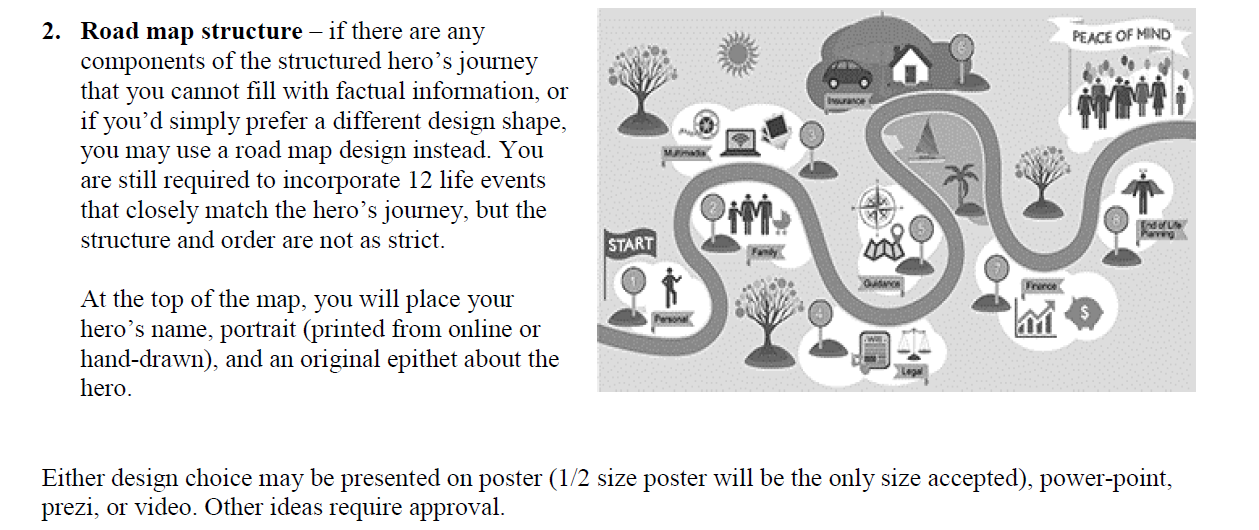 2. Road map structure – if there are any
components of the structured hero’s journey
that you cannot fill with factual information, or
if you’d simply prefer a different design shape,
you may use a road map design instead. You
are still required to incorporate 12 life events
that closely match the hero’s journey, but the
structure and order are not as strict.
At the top of the map, you will place your
hero’s name, portrait (printed from online or
hand-drawn), and an original epithet about the
hero.
PEACE OF MIND
6
Insurance
3
Multimedia
2
Family
START
1
Personal
5
Guidance
4
WILL
Legal
7
Finance
$
8
End of Life
Planning
Either design choice may be presented on poster (1/2 size poster will be the only size accepted), power-point,
prezi, or video. Other ideas require approval.